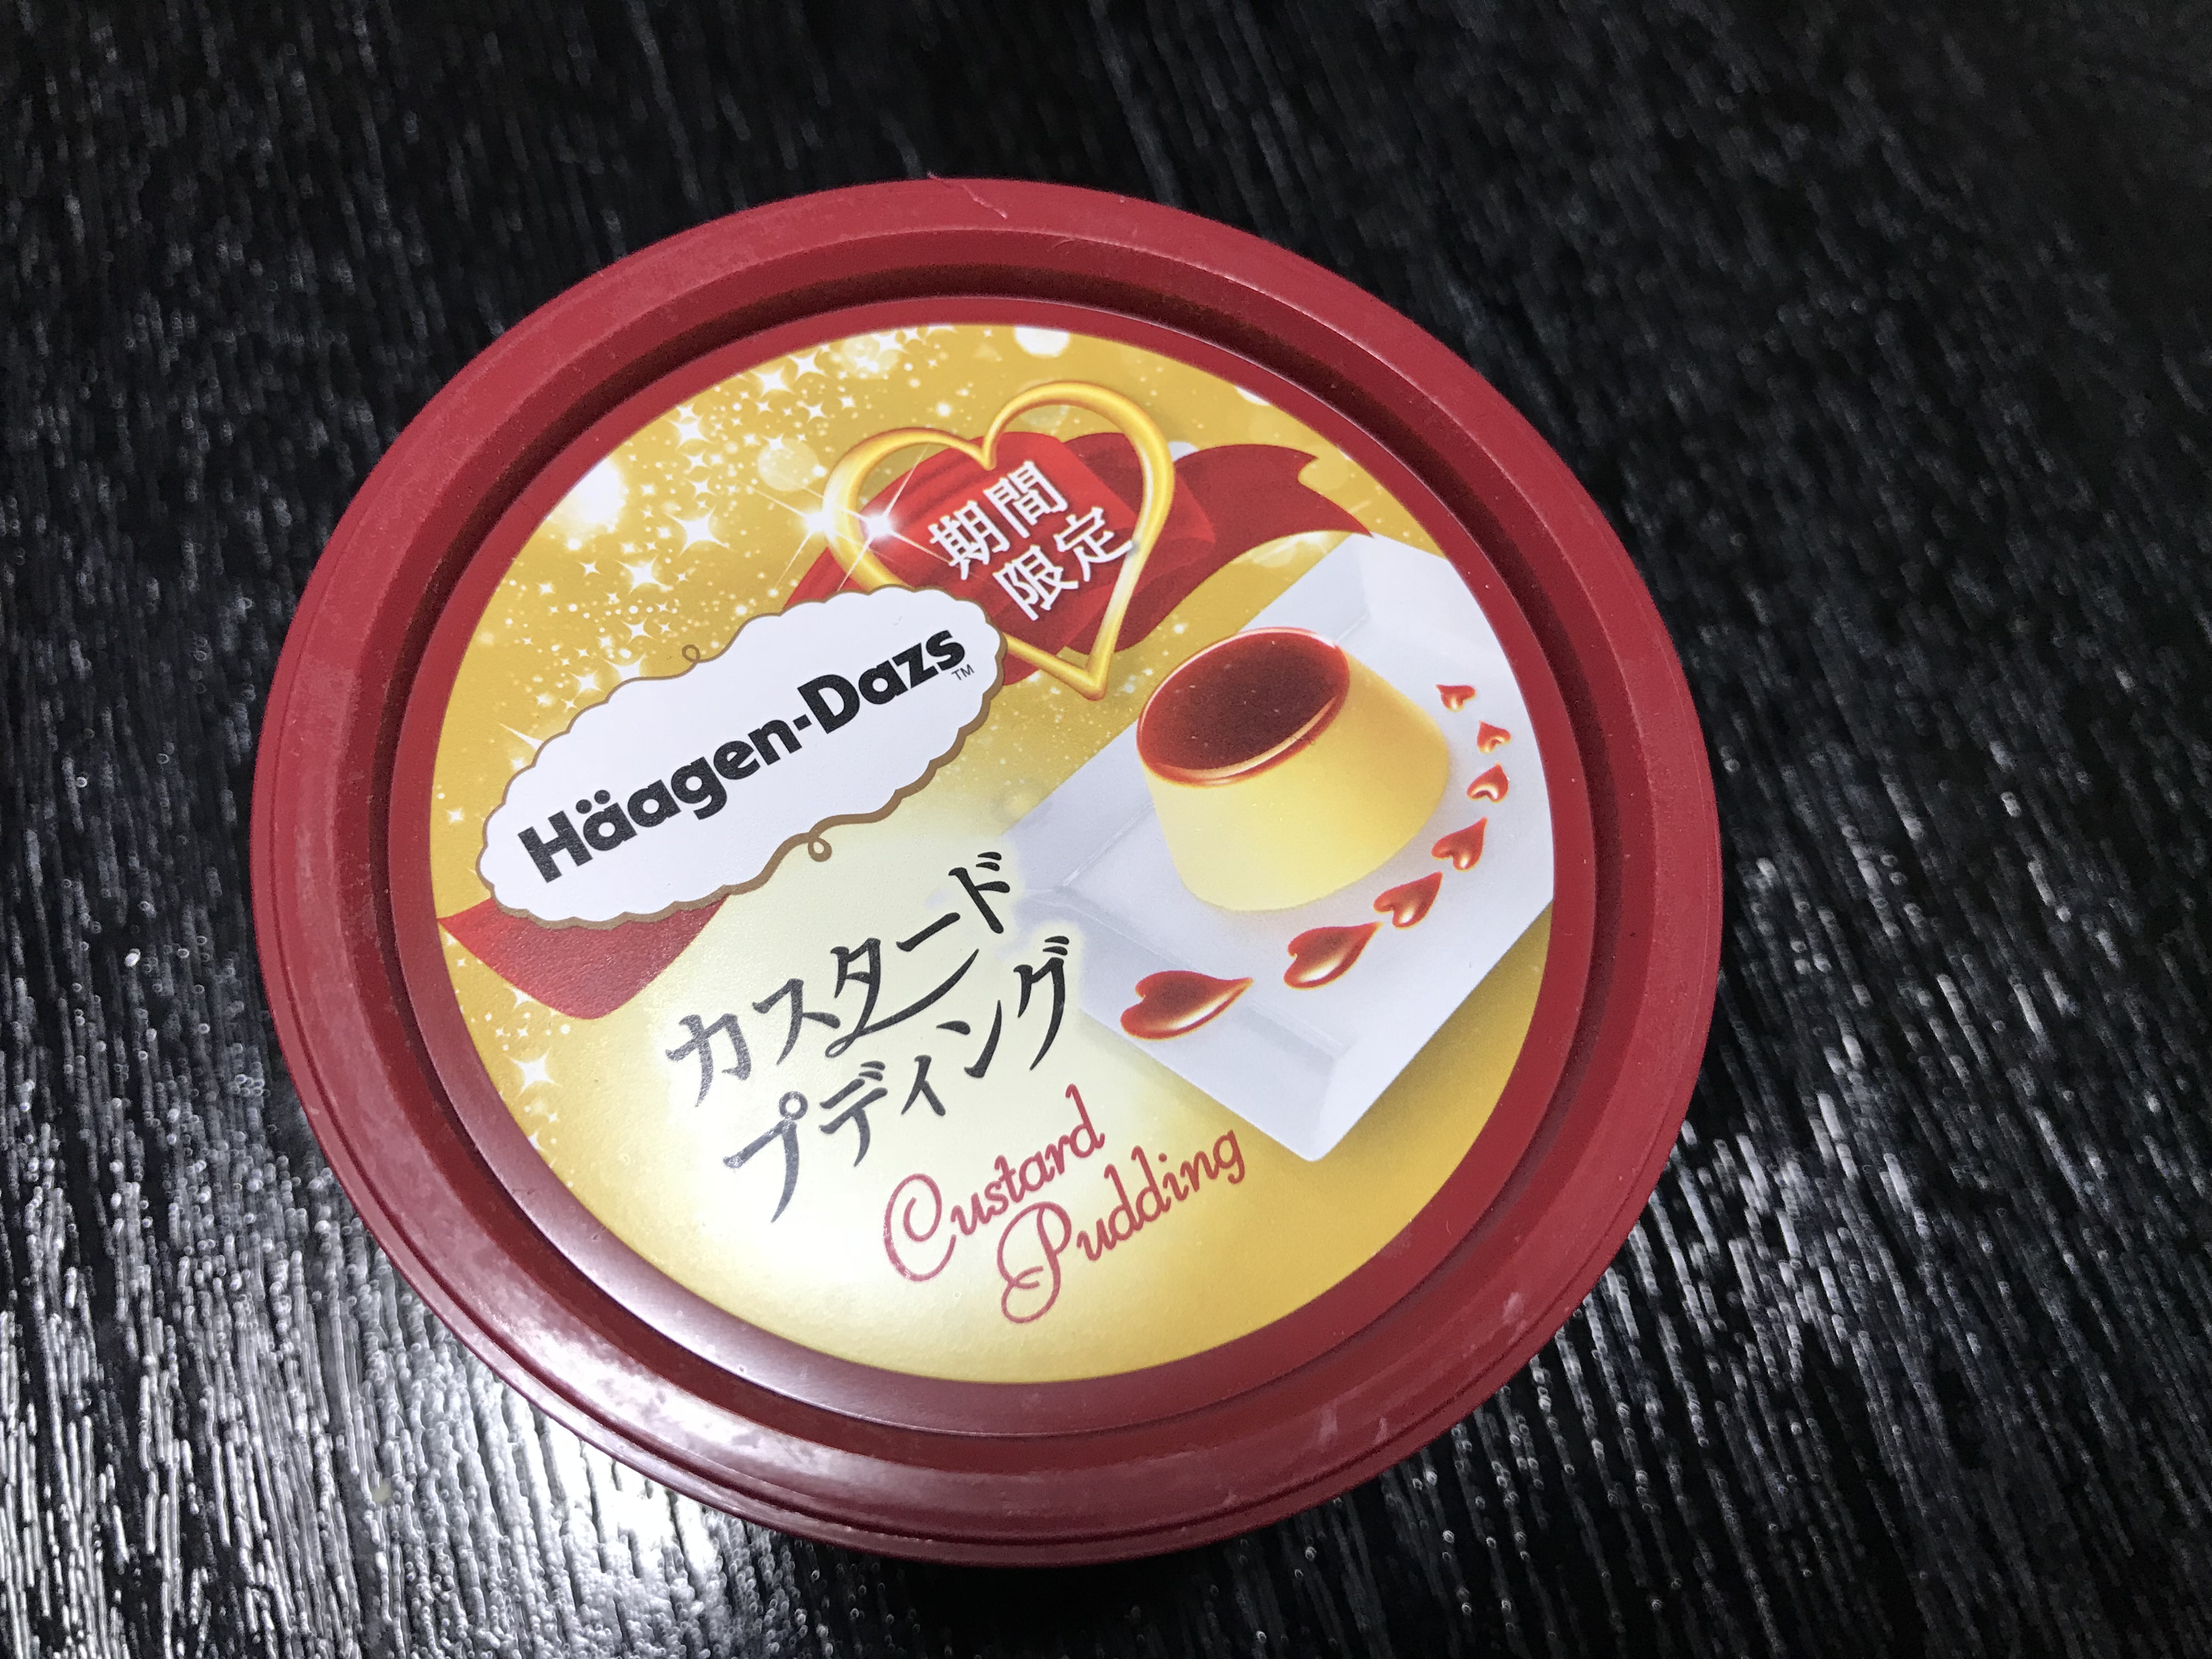 期間
限定
Häagen-Dazs
TM
カスタード
プディング
Custard
Pudding